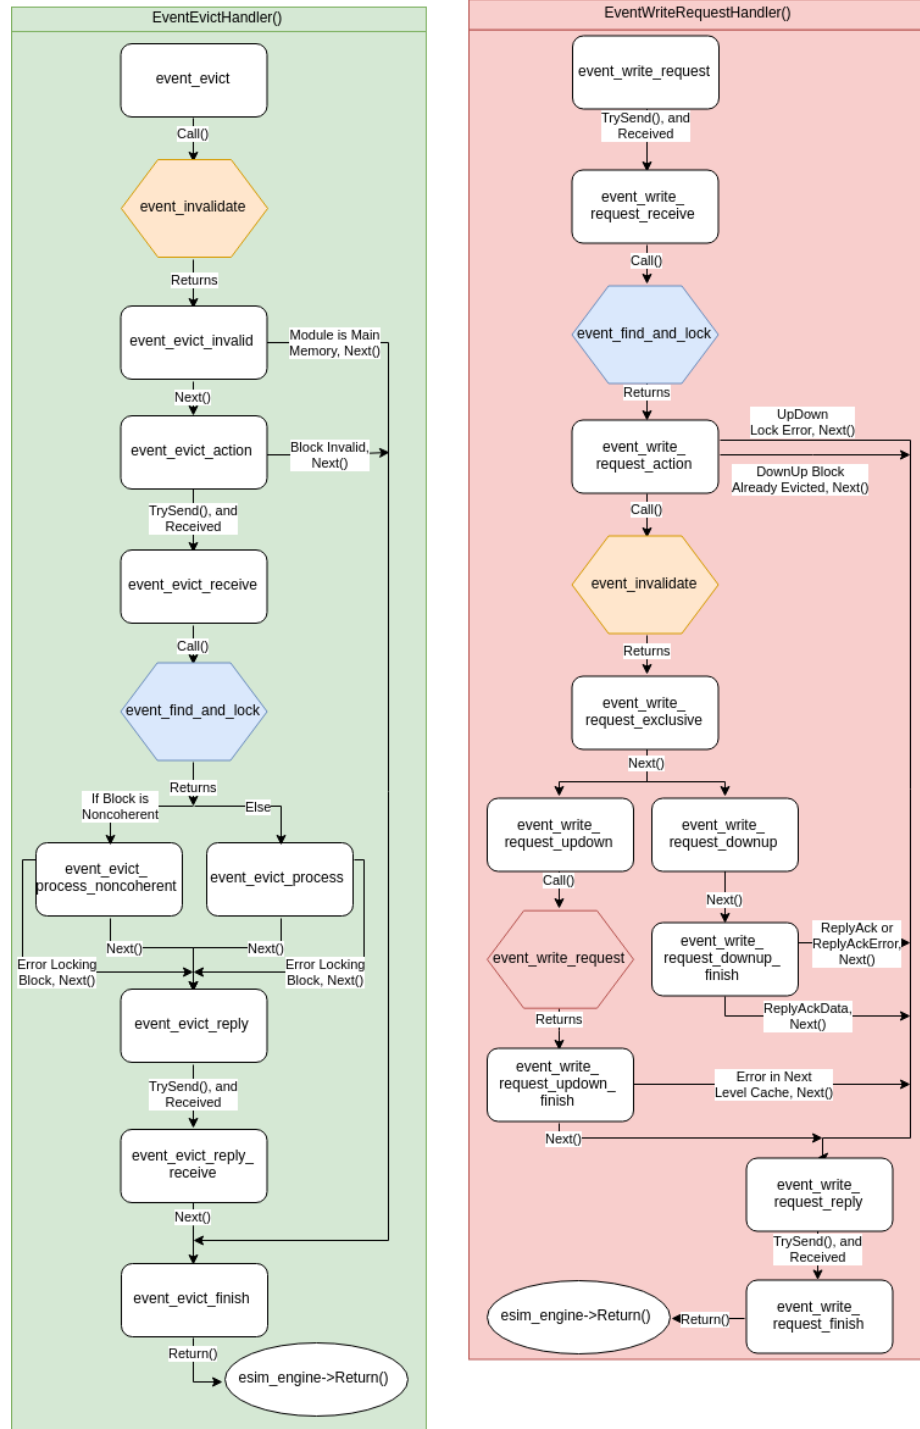 EventEvictHandler()
event_evict
Call()
event_invalidate
Returns
event_evict_invalid
Module is Main
Memory, Next()
Next()
event_evict_action
Block Invalid,
Next()
TrySend(), and
Received
event_evict_receive
Call()
event_find_and_lock
Returns
If Block is
Noncoherent
Else
event_evict_
process_noncoherent
event_evict_process
Next()
Next()
Error Locking
Block, Next()
Error Locking
Block, Next()
event_evict_reply
TrySend(), and
Received
event_evict_reply_
receive
Next()
event_evict_finish
Return()
esim_engine->Return()
EventWriteRequestHandler()
event_write_request
TrySend(), and
Received
event_write_
request_receive
Call()
event_find_and_lock
Returns
event_write_
request_action
UpDown
Lock Error, Next()
DownUp Block
Already Evicted, Next()
Call()
event_invalidate
Returns
event_write_
request_exclusive
Next()
event_write_
request_updown
event_write_
request_downup
Call()
Next()
event_write_request
event_write_
request_downup_
finish
ReplyAck or
ReplyAckError,
Next()
ReplyAckData,
Next()
Returns
event_write_
request_updown_
finish
Error in Next
Level Cache, Next()
Next()
event_write_
request_reply
TrySend(), and
Received
event_write_
request_finish
Return()
esim_engine->Return()